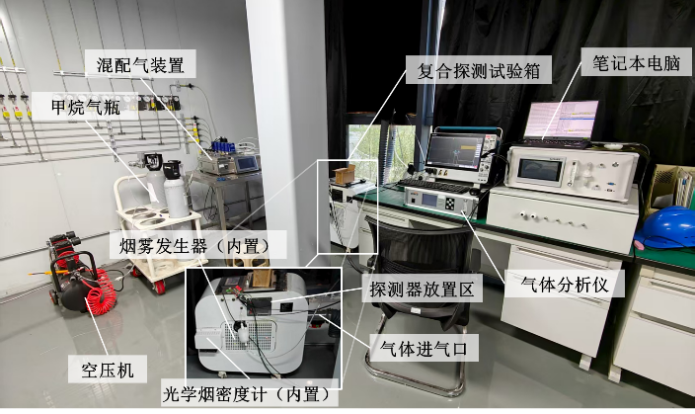 混配气装置
复合探测试验箱
笔记本电脑
甲烷气瓶
烟雾发生器（内置）
探测器放置区
气体分析仪
气体进气口
空压机
光学烟密度计（内置）